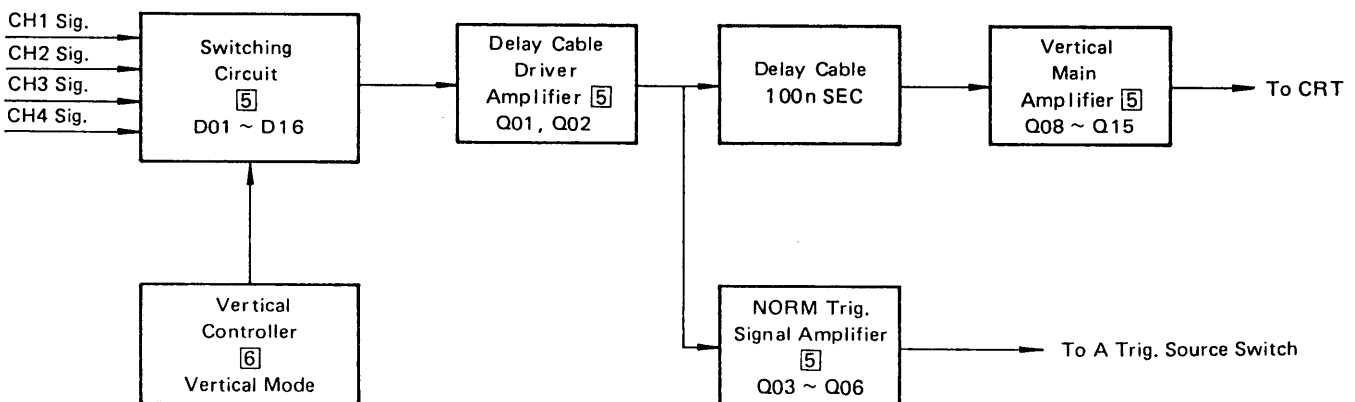 CH1 Sig.
CH2 Sig.
CH3 Sig.
CH4 Sig.
Switching
Circuit
5
D01 ~ D16
Delay Cable
Driver
Amplifier 5
Q01, Q02
Delay Cable
100n SEC
Vertical
Main
Amplifier 5
Q08 ~ Q15
To CRT
Vertical
Controller
6
Vertical Mode
NORM Trig.
Signal Amplifier
5
Q03 ~ Q06
To A Trig. Source Switch